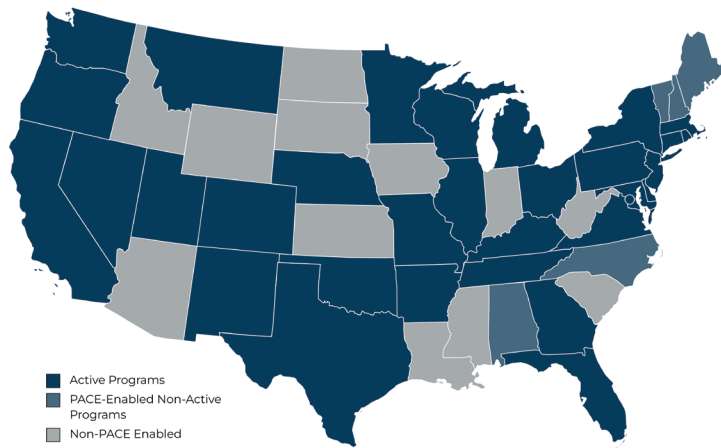 Active Programs
PACE-Enabled Non-Active
Programs
Non-PACE Enabled